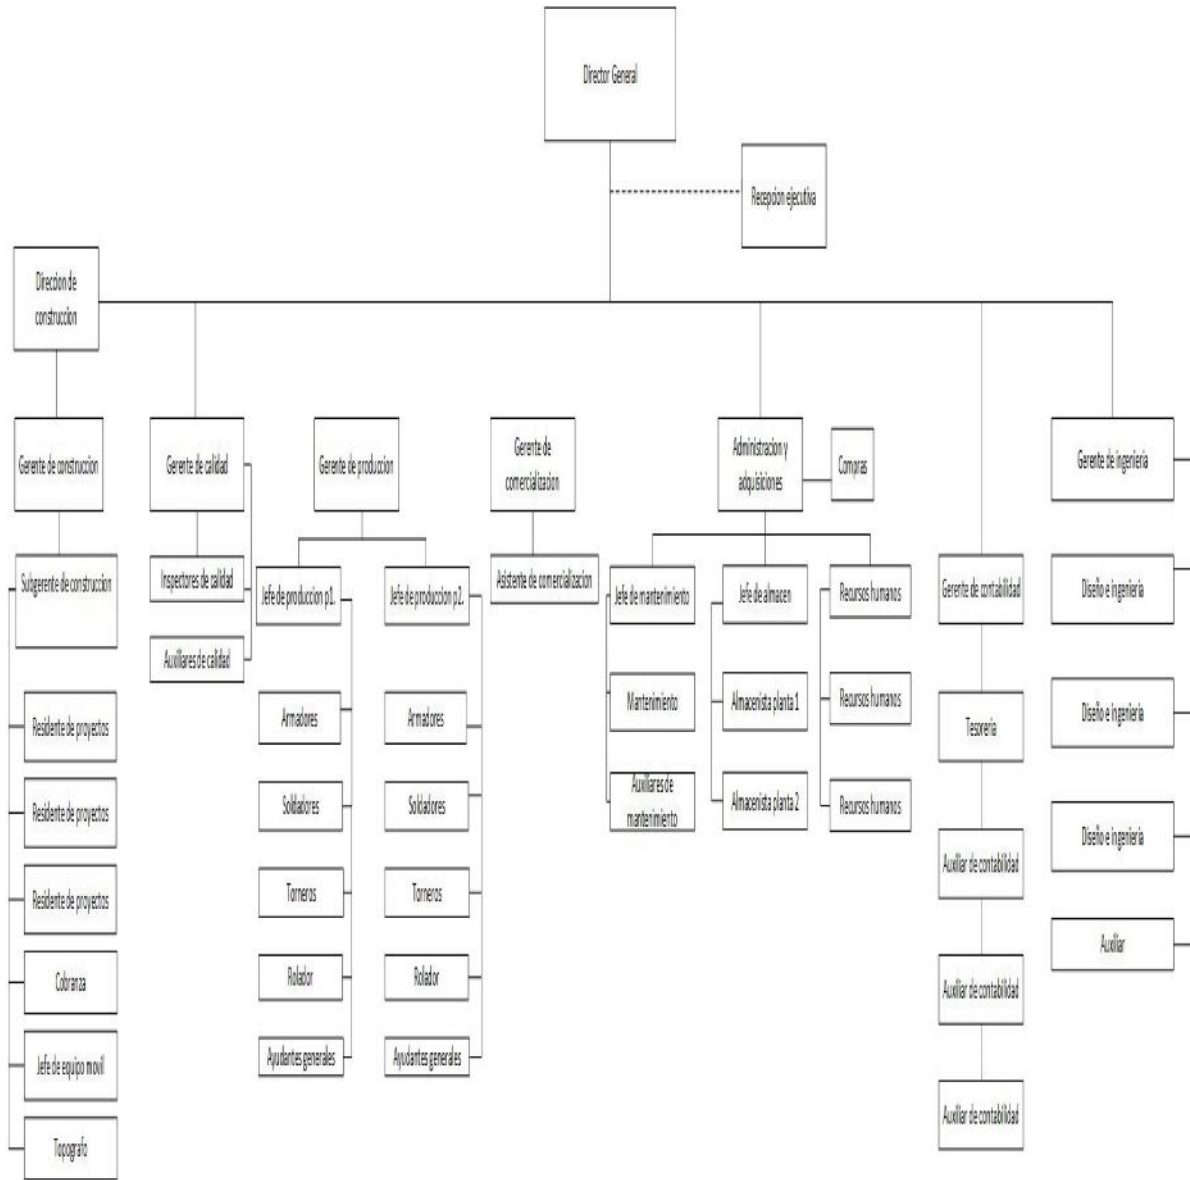 Director General
Recepcion ejecutiva
Direccion de
construccion
Gerente de construccion
Gerente de calidad
Gerente de produccion
Gerente de
comercializacion
Administracion y
adquisiciones
Compras
Gerente de ingenieria
Subgerente de construccion
Inspectores de calidad
Auxiliares de calidad
Jefe de produccion p1.
Jefe de produccion p2.
Asistente de comercializacion
Jefe de mantenimiento
Jefe de almacen
Recursos humanos
Gerente de contabilidad
Diseño e ingenieria
Residente de proyectos
Armadores
Armadores
Mantenimiento
Almacenista planta 1
Recursos humanos
Tesoreria
Diseño e ingenieria
Residente de proyectos
Soldadores
Soldadores
Auxiliares de
mantenimiento
Almacenista planta 2
Recursos humanos
Auxiliar de contabilidad
Diseño e ingenieria
Residente de proyectos
Torneros
Torneros
Auxiliar
Cobranza
Rolador
Rolador
Auxiliar de contabilidad
Jefe de equipo movil
Ayudantes generales
Ayudantes generales
Auxiliar de contabilidad
Topografo